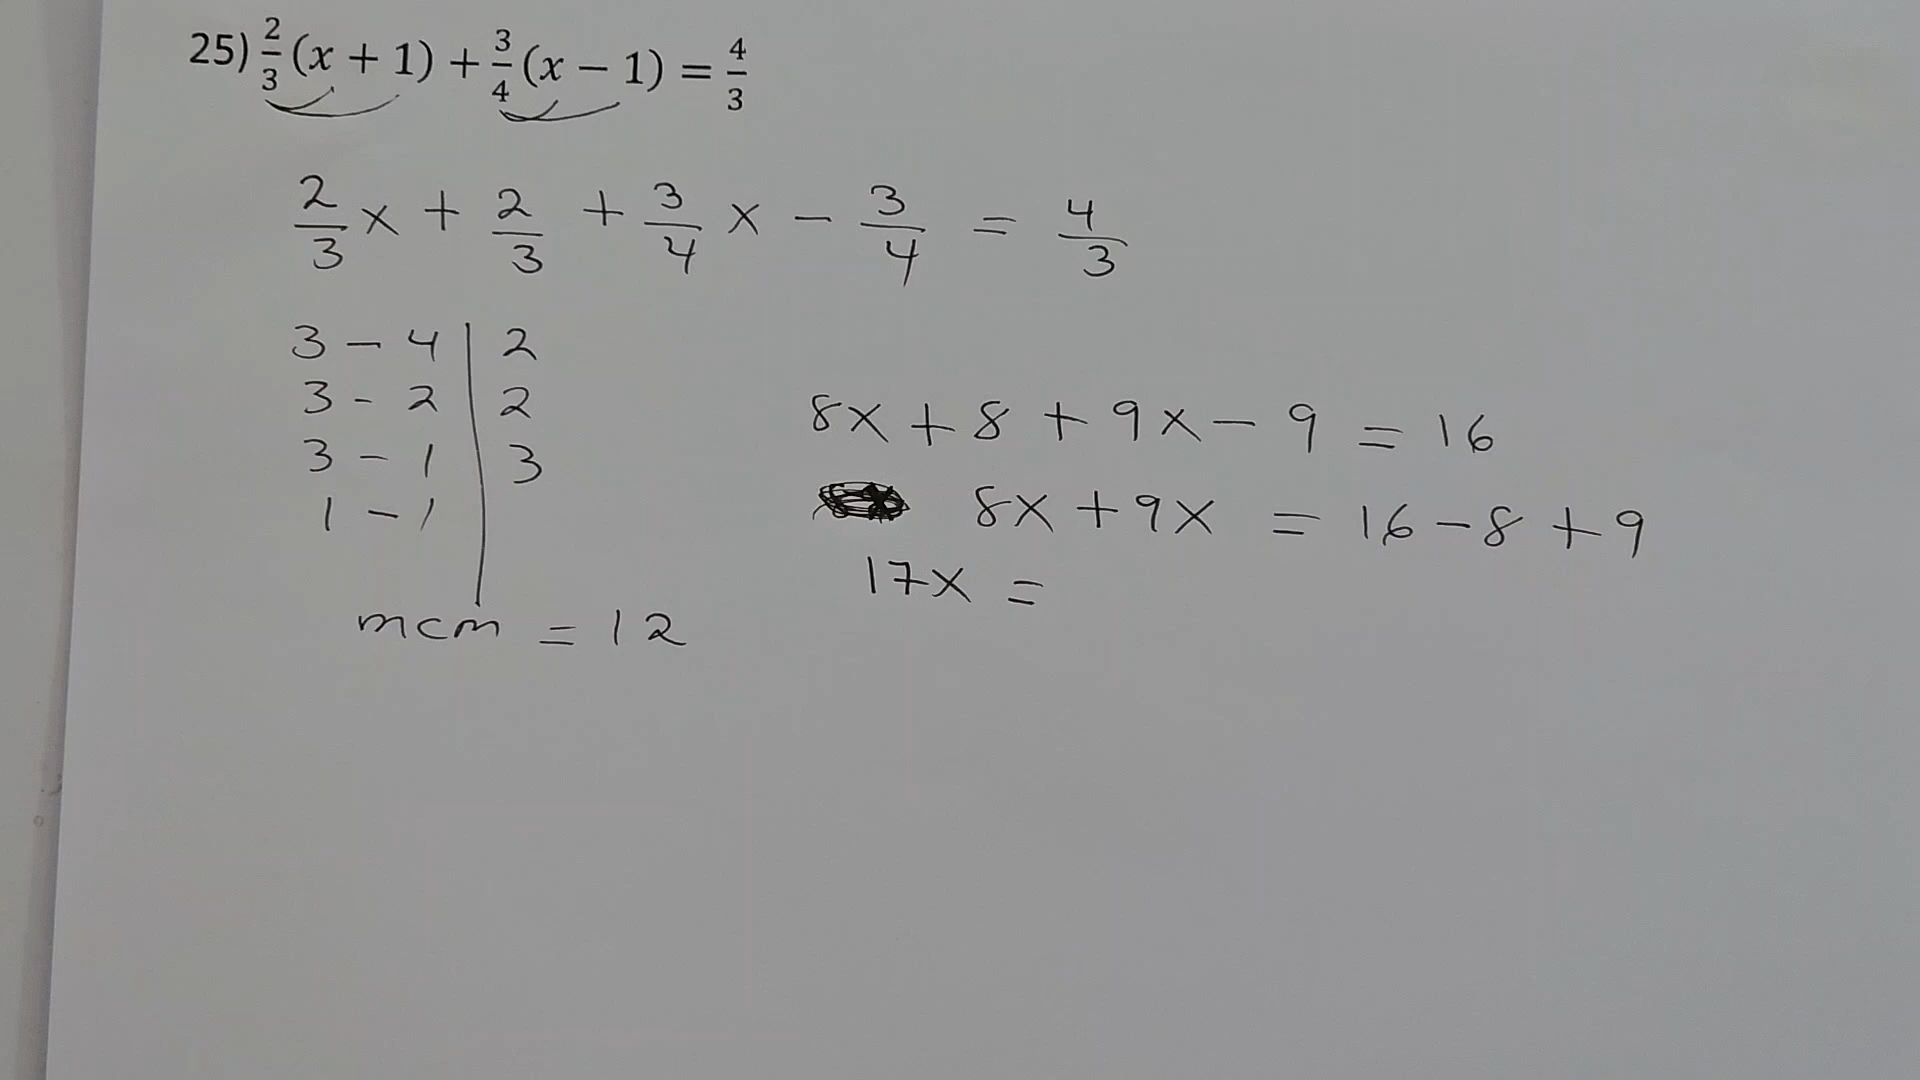 25) 2/3 (x + 1) + 3/4 (x − 1) = 4/3
2/3 x + 2/3 + 3/4 x − 3/4 = 4/3
3 − 4 | 2
3 − 2 | 2
3 − 1 | 3
1 − 1
mcm = 12
8x + 8 + 9x − 9 = 16
8x + 9x = 16 − 8 + 9
17x =